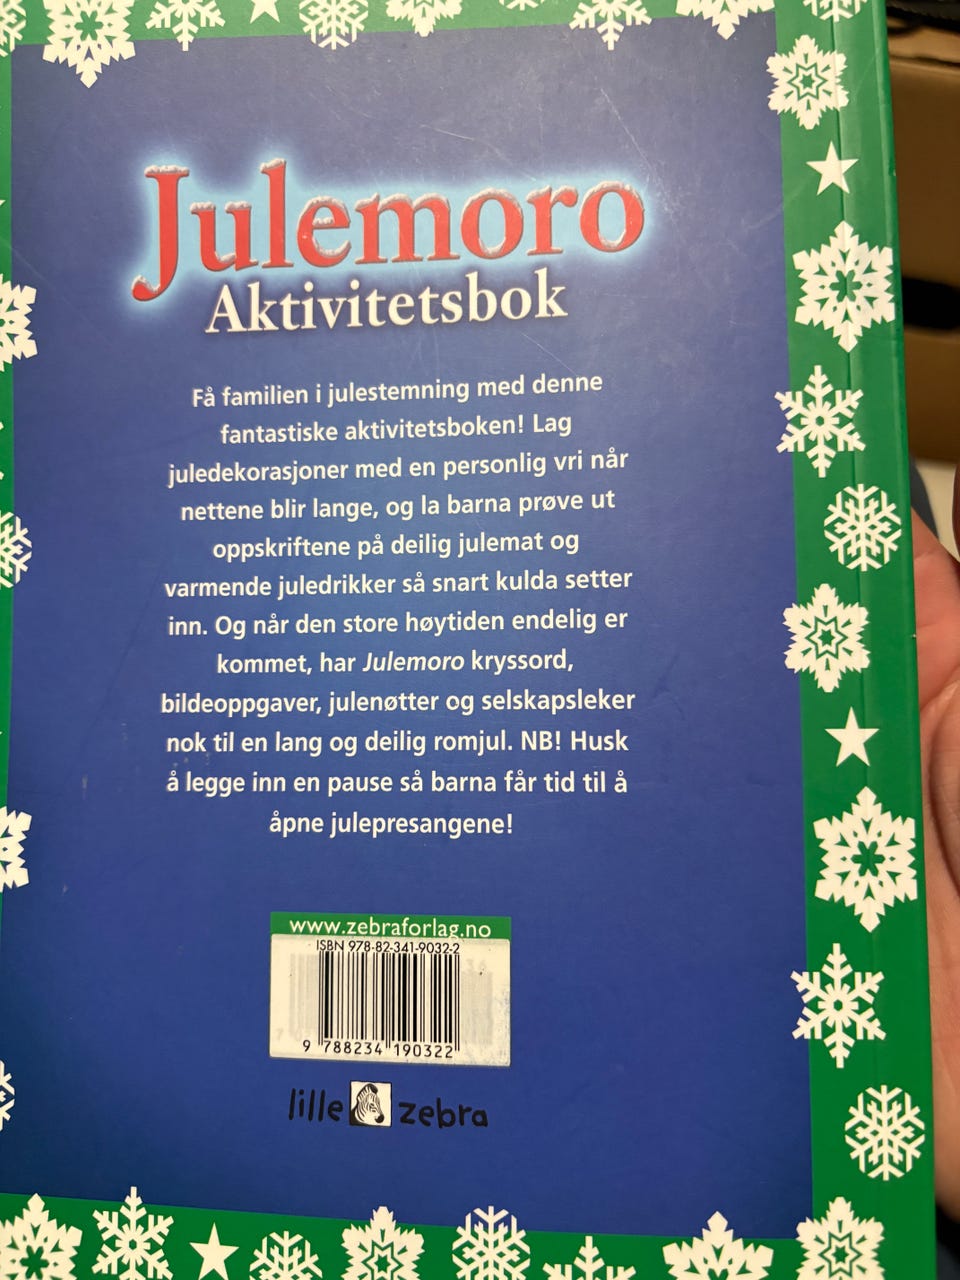 Julemoro
Aktivitetsbok
Få familien i julestemning med denne
fantastiske aktivitetsboken! Lag
juledekorasjoner med en personlig vri når
nettene blir lange, og la barna prøve ut
oppskriftene på deilig julemat og
varmende juledrikker så snart kulda setter
inn. Og når den store høytiden endelig er
kommet, har Julemoro kryssord,
bildeoppgaver, julenøtter og selskapsleker
nok til en lang og deilig romjul. NB! Husk
å legge inn en pause så barna får tid til å
åpne julepresangene!
www.zebraforlag.no
ISBN 978-82-341-9032-2
9 788234 190322
lille zebra